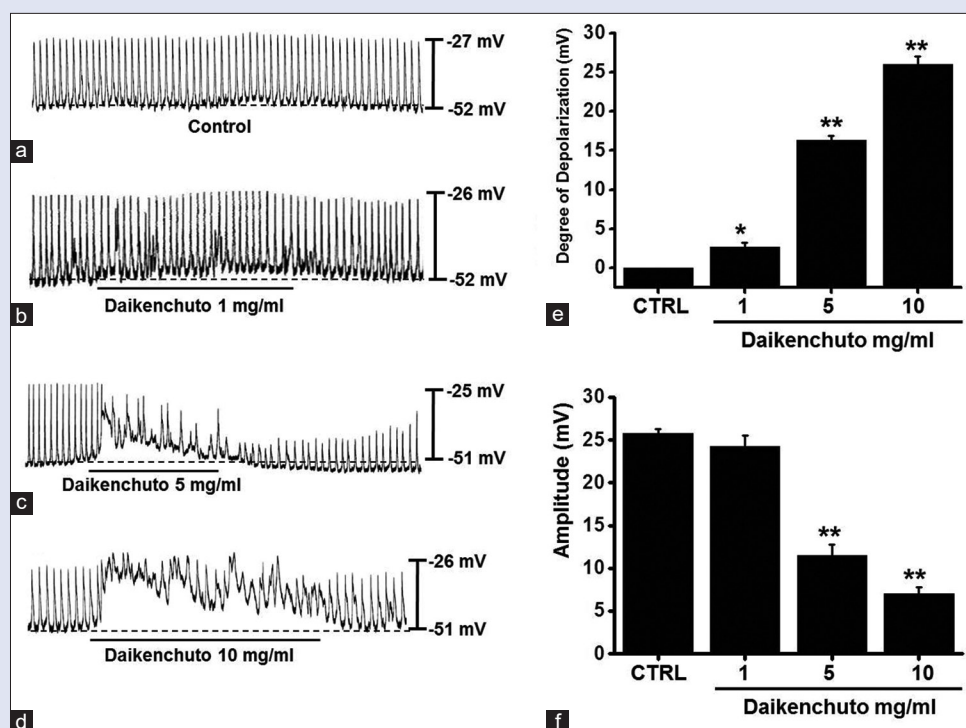 -27 mV
-52 mV
Control
a
-26 mV
-52 mV
Daikenchuto 1 mg/ml
b
-25 mV
-51 mV
Daikenchuto 5 mg/ml
c
-26 mV
-51 mV
Daikenchuto 10 mg/ml
d
Degree of Depolarization (mV)
30
25
20
15
10
5
0
*
**
**
CTRL 1 5 10
Daikenchuto mg/ml
e
Amplitude (mV)
30
25
20
15
10
5
0
**
**
CTRL 1 5 10
Daikenchuto mg/ml
f